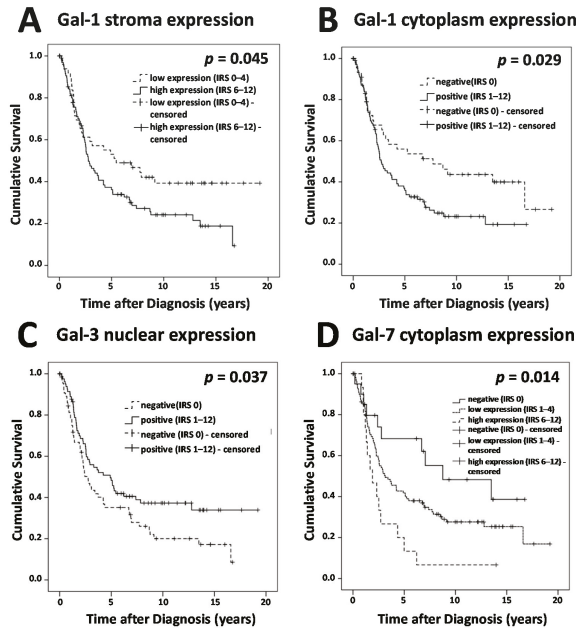 A Gal-1 stroma expression
p = 0.045
low expression (IRS 0–4)
high expression (IRS 6–12)
low expression (IRS 0–4) -
censored
high expression (IRS 6–12) -
censored
Cumulative Survival
1.0
0.8
0.6
0.4
0.2
0.0
0 5 10 15 20
Time after Diagnosis (years)
B Gal-1 cytoplasm expression
p = 0.029
negative(IRS 0)
positive (IRS 1–12)
negative (IRS 0) - censored
positive (IRS 1–12) - censored
Cumulative Survival
1.0
0.8
0.6
0.4
0.2
0.0
0 5 10 15 20
Time after Diagnosis (years)
C Gal-3 nuclear expression
p = 0.037
negative(IRS 0)
positive (IRS 1–12)
negative (IRS 0) - censored
positive (IRS 1–12) - censored
Cumulative Survival
1.0
0.8
0.6
0.4
0.2
0.0
0 5 10 15 20
Time after Diagnosis (years)
D Gal-7 cytoplasm expression
p = 0.014
negative (IRS 0)
low expression (IRS 1–4)
high expression (IRS 6–12)
negative (IRS 0) - censored
low expression (IRS 1–4) -
censored
high expression (IRS 6–12) -
censored
Cumulative Survival
1.0
0.8
0.6
0.4
0.2
0.0
0 5 10 15 20
Time after Diagnosis (years)